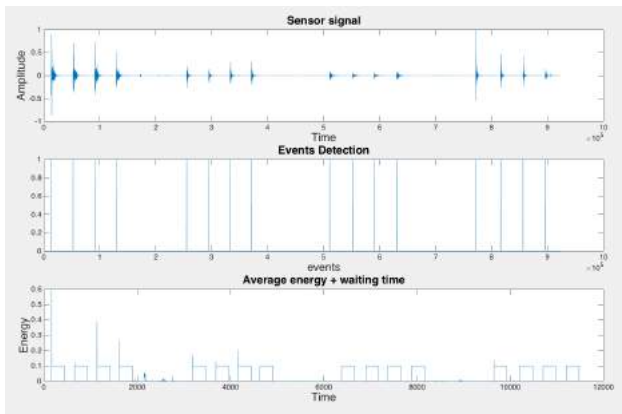 Sensor signal
1
0.5
0
-0.5
-1
Amplitude
0 1 2 3 4 5 6 7 8 9 10
Time
×10⁵
Events Detection
1
0.8
0.6
0.4
0.2
0
0 1 2 3 4 5 6 7 8 9 10
events
×10⁵
Average energy + waiting time
0.6
0.5
0.4
0.3
0.2
0.1
0
Energy
0 2000 4000 6000 8000 10000 12000
Time